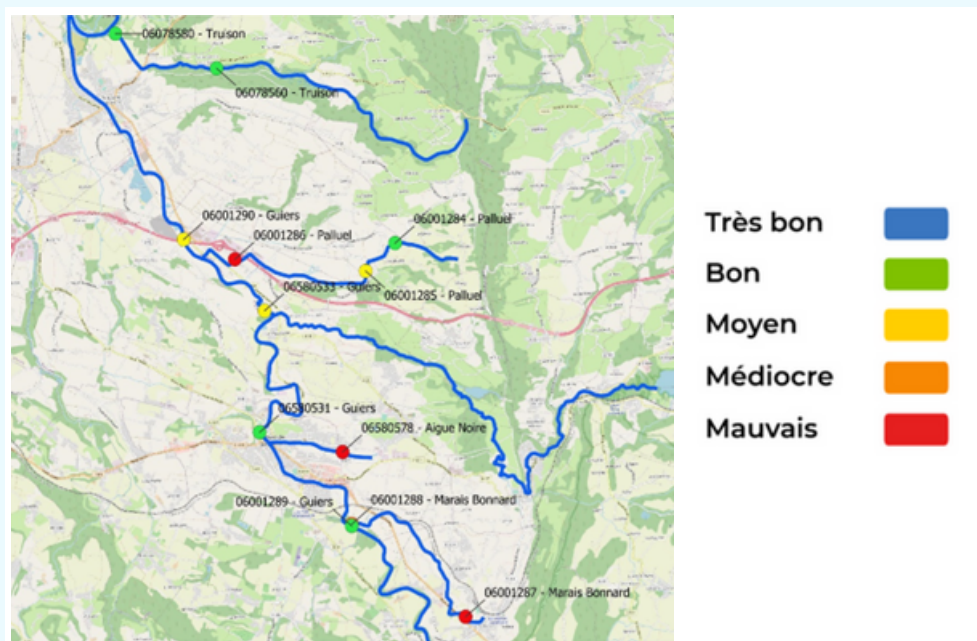 06078580 - Truison
06078560 - Truison
06001290 - Guiers
06001284 - Palluel
06001286 - Palluel
06580533 - Guiers
06001285 - Palluel
06580531 - Guiers
06580578 - Aigue Noire
06001289 - Guiers
06001288 - Marais Bonnard
06001287 - Marais Bonnard
Très bon
Bon
Moyen
Médiocre
Mauvais